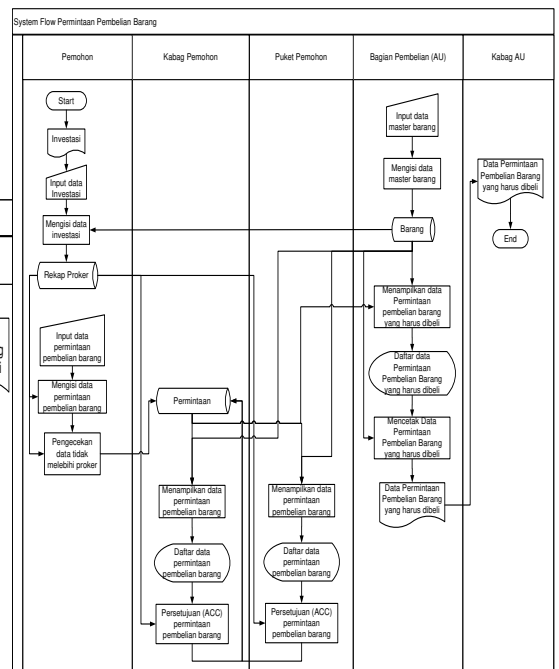 System Flow Permintaan Pembelian Barang
Pemohon
Kabag Pemohon
Puket Pemohon
Bagian Pembelian (AU)
Kabag AU
Start
Investasi
Input data
Investasi
Mengisi data
investasi
Rekap Proker
Input data
permintaan
pembelian barang
Mengisi data
permintaan
pembelian barang
Pengecekan
data tidak
melebihi proker
Permintaan
Menampilkan data
permintaan
pembelian barang
Daftar data
permintaan
pembelian barang
Persetujuan (ACC)
permintaan
pembelian barang
Menampilkan data
permintaan
pembelian barang
Daftar data
permintaan
pembelian barang
Persetujuan (ACC)
permintaan
pembelian barang
Input data
master barang
Mengisi data
master barang
Barang
Menampilkan data
Permintaan
pembelian barang
yang harus dibeli
Daftar data
Permintaan
Pembelian Barang
yang harus dibeli
Mencetak Data
Permintaan
Pembelian Barang
yang harus dibeli
Data Permintaan
Pembelian Barang
yang harus dibeli
Data Permintaan
Pembelian Barang
yang harus dibeli
End